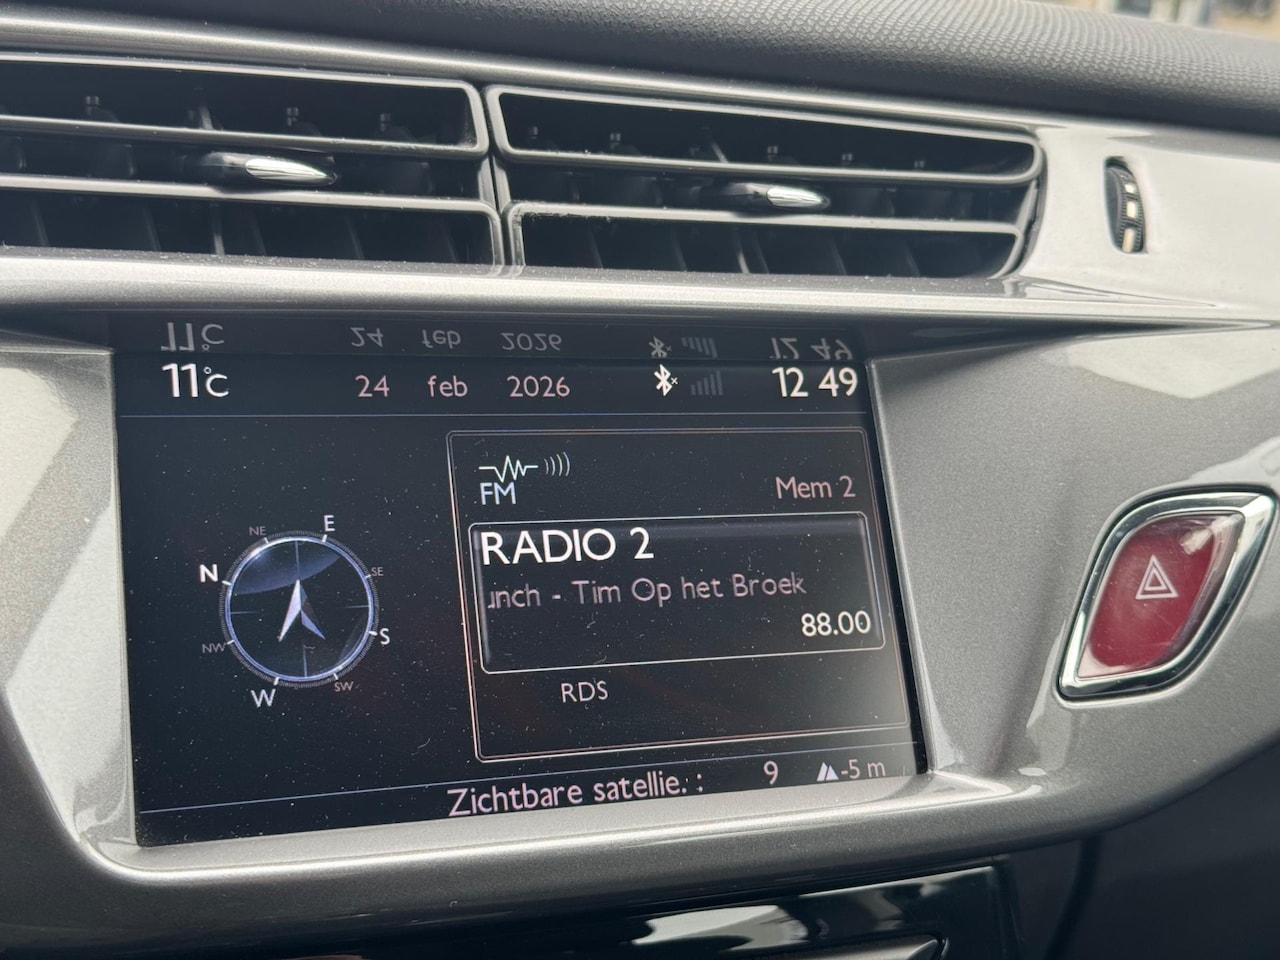 11°C 24 feb 2026 12 49
FM
Mem 2
RADIO 2
unch - Tim Op het Broek
88.00
RDS
NE
E
N
SE
NW
S
W
SW
Zichtbare satellie. : 9 -5 m